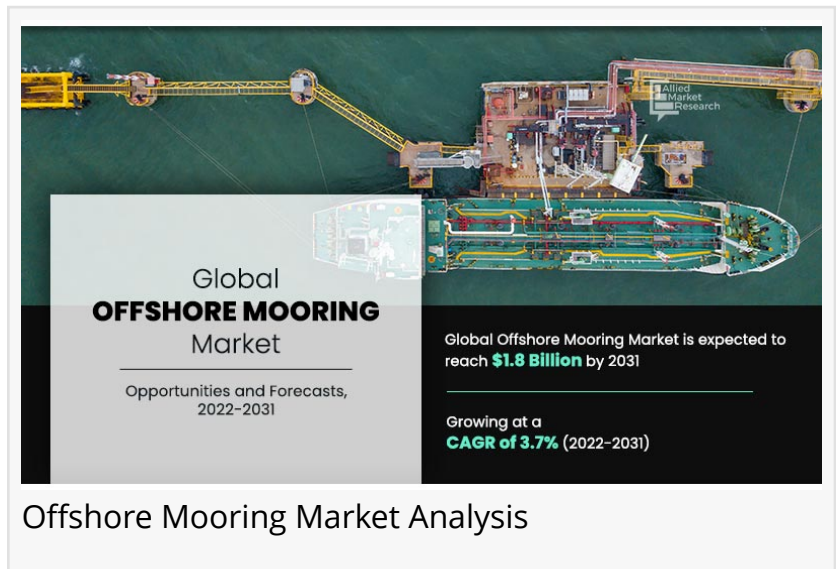 Allied
Market
Research
Global
OFFSHORE MOORING
Market
Opportunities and Forecasts,
2022-2031
Global Offshore Mooring Market is expected to
reach $1.8 Billion by 2031
Growing at a
CAGR of 3.7% (2022-2031)
Offshore Mooring Market Analysis